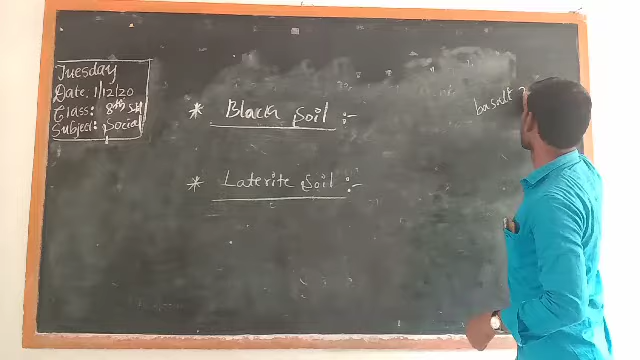 Tuesday
Date. 1/12/20
Class: 8th std
Subject: Social
* Black Soil :-
* Laterite Soil :-
basalt